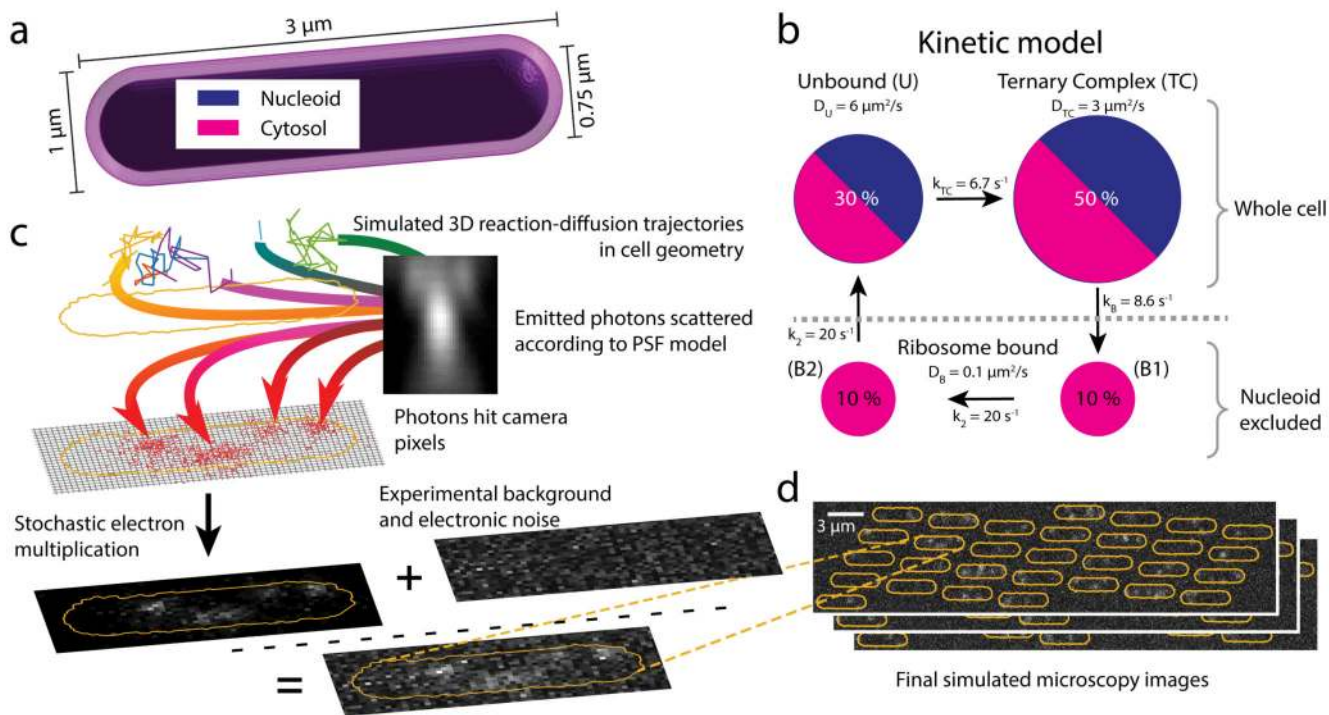 a
3 μm
1 μm
0.75 μm
Nucleoid
Cytosol
b
Kinetic model
Unbound (U)
D_U = 6 μm²/s
Ternary Complex (TC)
D_TC = 3 μm²/s
30 %
k_TC = 6.7 s⁻¹
50 %
Whole cell
k_2 = 20 s⁻¹
k_B = 8.6 s⁻¹
Ribosome bound
(B2)
D_B = 0.1 μm²/s
(B1)
10 %
k_2 = 20 s⁻¹
10 %
Nucleoid
excluded
c
Simulated 3D reaction-diffusion trajectories
in cell geometry
Emitted photons scattered
according to PSF model
Photons hit camera
pixels
Stochastic electron
multiplication
Experimental background
and electronic noise
+
=
d
3 μm
Final simulated microscopy images